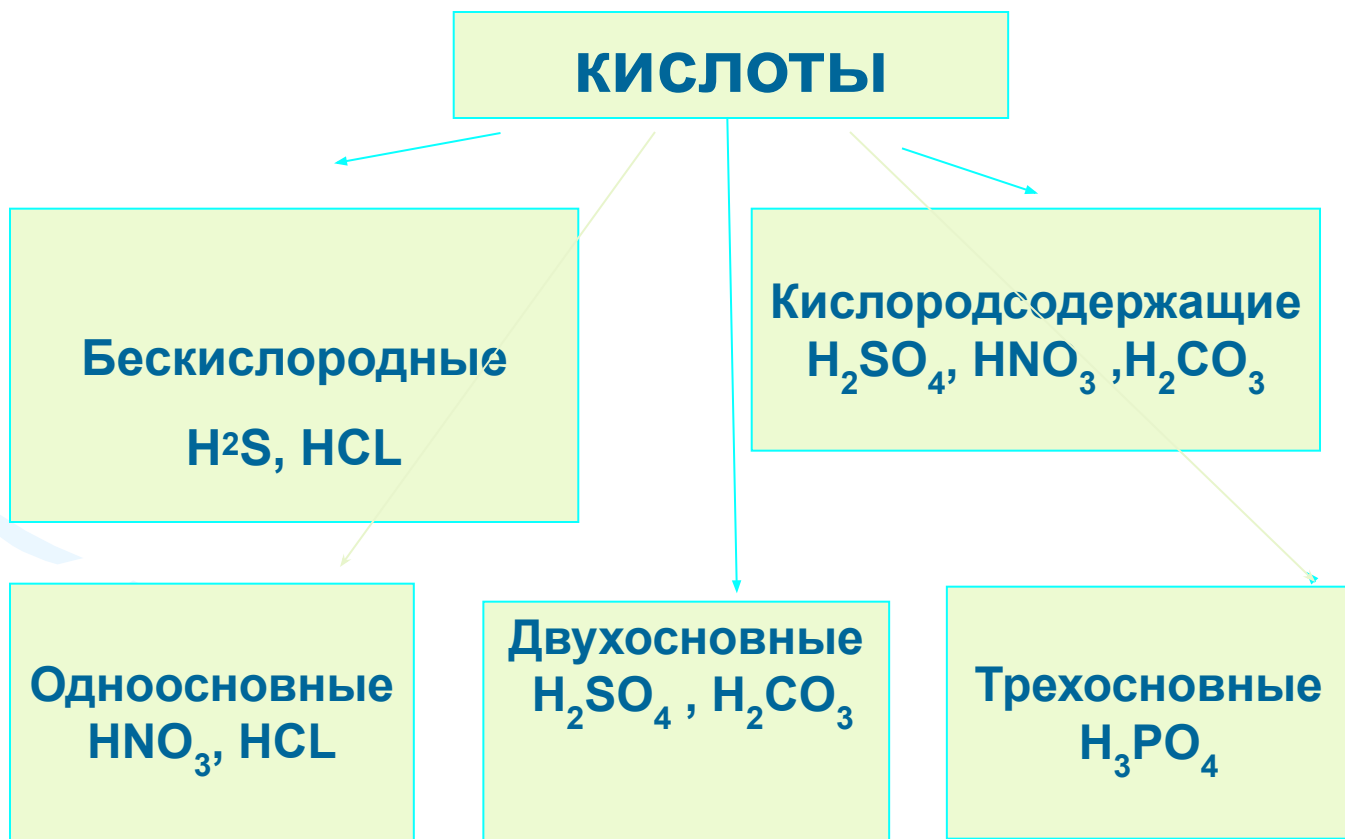 кислоты
Бескислородные
H²S, HCL
Кислородсодержащие
H₂SO₄, HNO₃ ,H₂CO₃
Одноосновные
HNO₃, HCL
Двухосновные
H₂SO₄ , H₂CO₃
Трехосновные
H₃PO₄